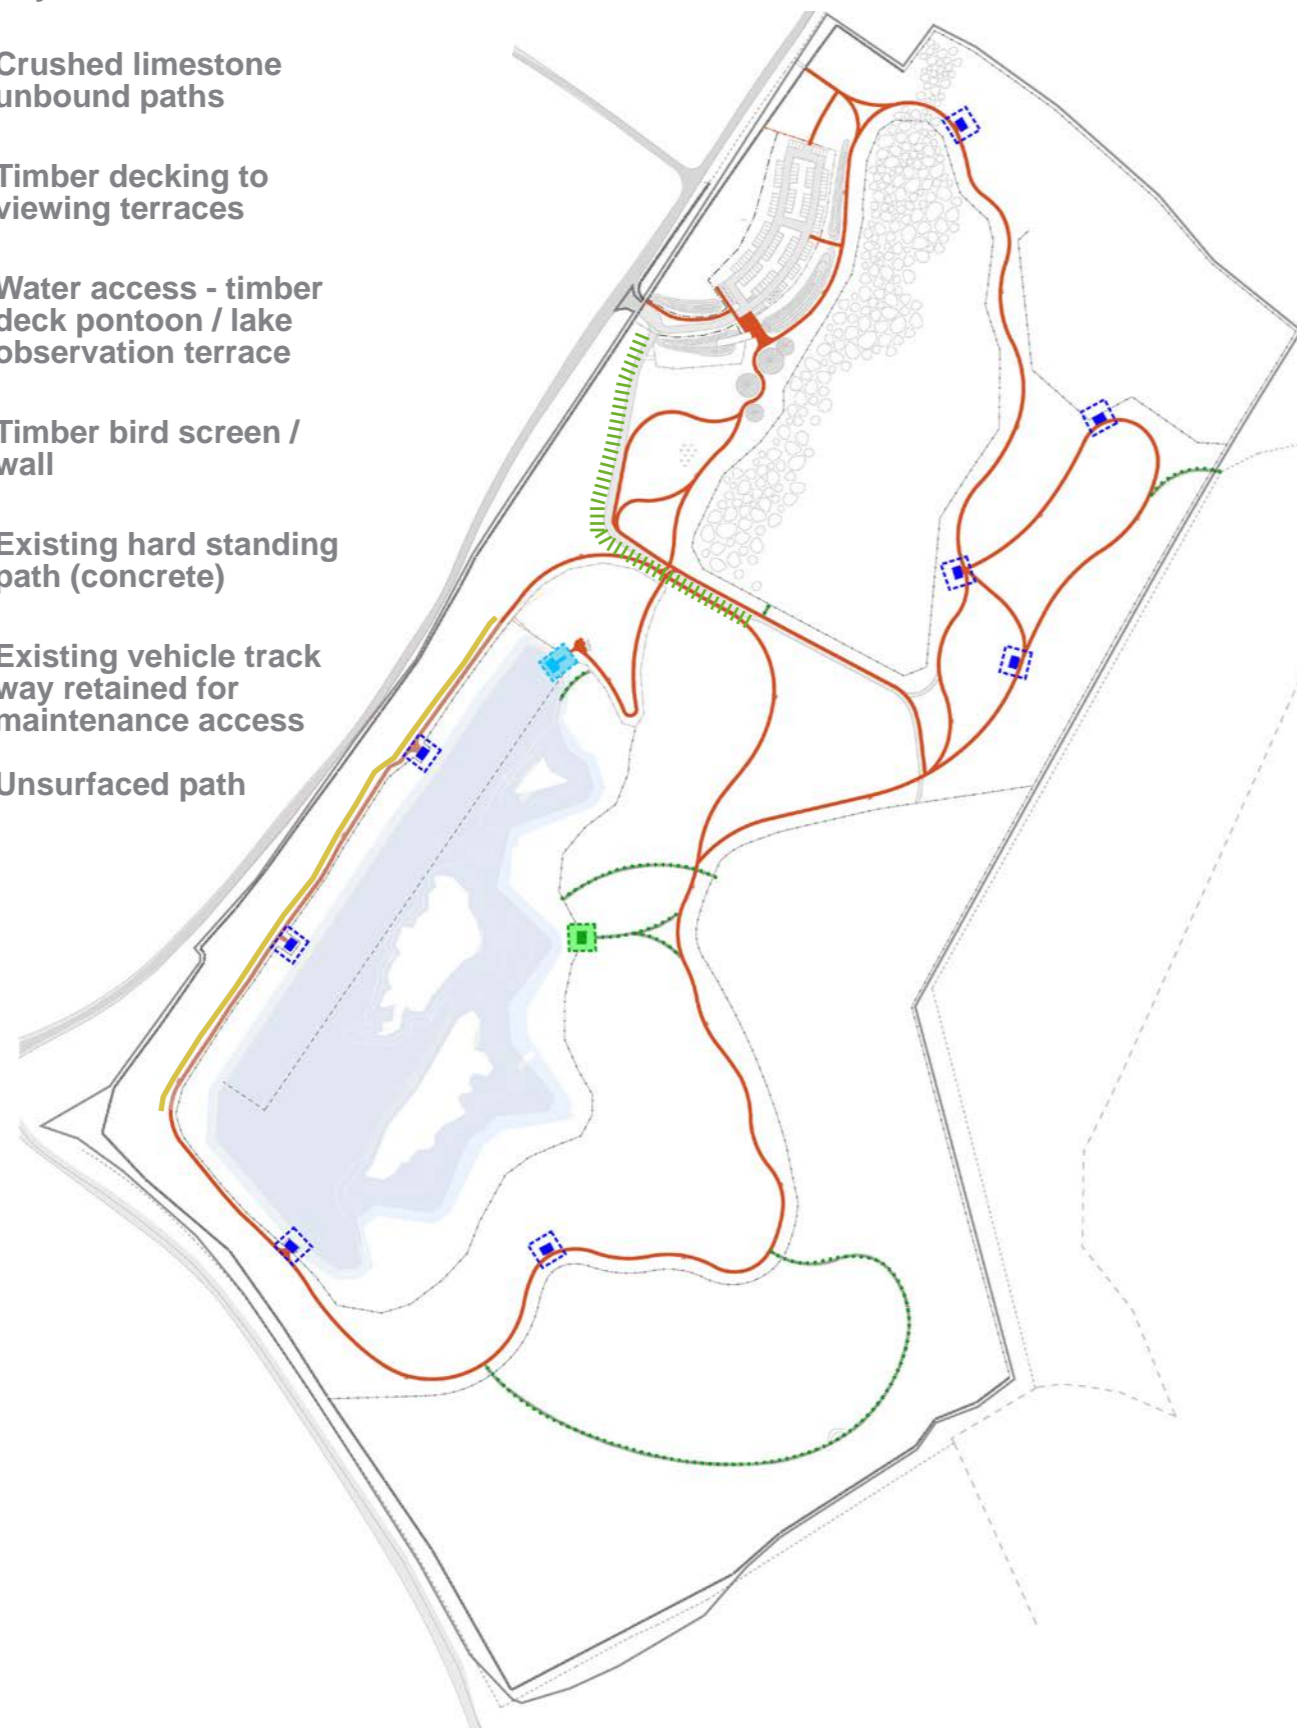 Crushed limestone
unbound paths
Timber decking to
viewing terraces
Water access - timber
deck pontoon / lake
observation terrace
Timber bird screen /
wall
Existing hard standing
path (concrete)
Existing vehicle track
way retained for
maintenance access
Unsurfaced path